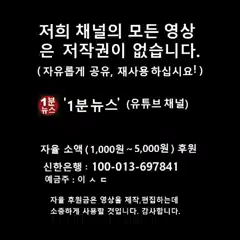 저희 채널의 모든 영상
은 저작권이 없습니다.
( 자유롭게 공유, 재사용 하십시요! )
1분
뉴스
'1분뉴스' (유튜브 채널)
자율 소액 ( 1,000원 ~ 5,000원 ) 후원
신한은행 : 100-013-697841
예금주 : 이 ㅅ ㄷ
자율 후원금은 영상을 제작,편집하는데
소중하게 사용할 것입니다. 감사합니다.